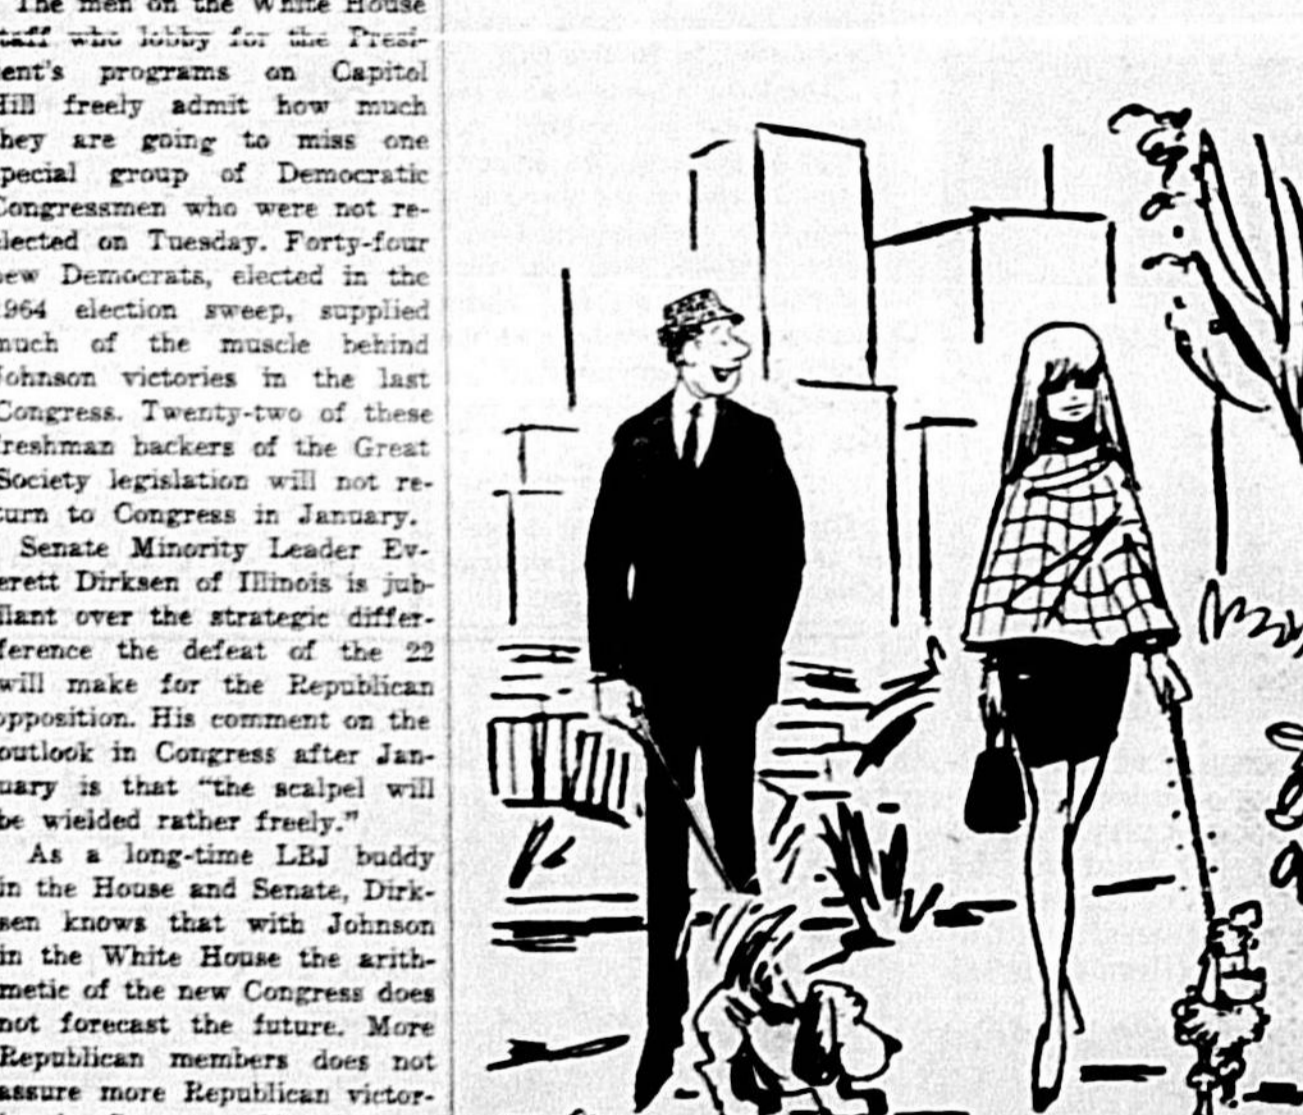 The men on the White House
taff who lobby for the Presi-
ent's programs on Capitol
Hill freely admit how much
hey are going to miss one
pecial group of Democratic
Congressmen who were not re-
elected on Tuesday. Forty-four
new Democrats, elected in the
1964 election sweep, supplied
much of the muscle behind
Johnson victories in the last
Congress. Twenty-two of these
freshman backers of the Great
Society legislation will not re-
turn to Congress in January.
Senate Minority Leader Ev-
erett Dirksen of Illinois is jub-
ilant over the strategic differ-
ference the defeat of the 22
will make for the Republican
opposition. His comment on the
outlook in Congress after Jan-
uary is that "the scalpel will
be wielded rather freely."
As a long-time LBJ buddy
in the House and Senate, Dirk-
sen knows that with Johnson
in the White House the arith-
metic of the new Congress does
not forecast the future. More
Republican members does not
assure more Republican victor-